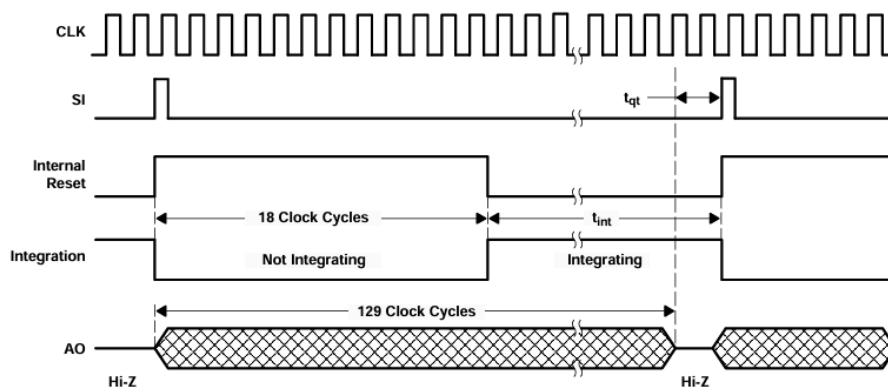 CLK
SI
t_qt
Internal
Reset
18 Clock Cycles
t_int
Integration
Not Integrating
Integrating
129 Clock Cycles
AO
Hi-Z
Hi-Z